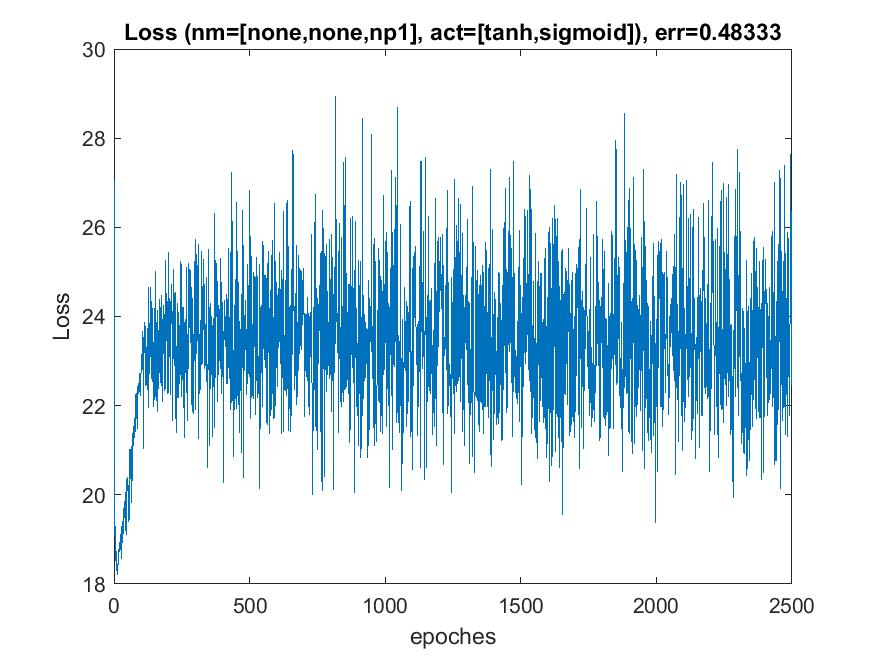 Loss (nm=[none,none,np1], act=[tanh,sigmoid]), err=0.48333
30
28
26
24
22
20
18
Loss
0 500 1000 1500 2000 2500
epoches